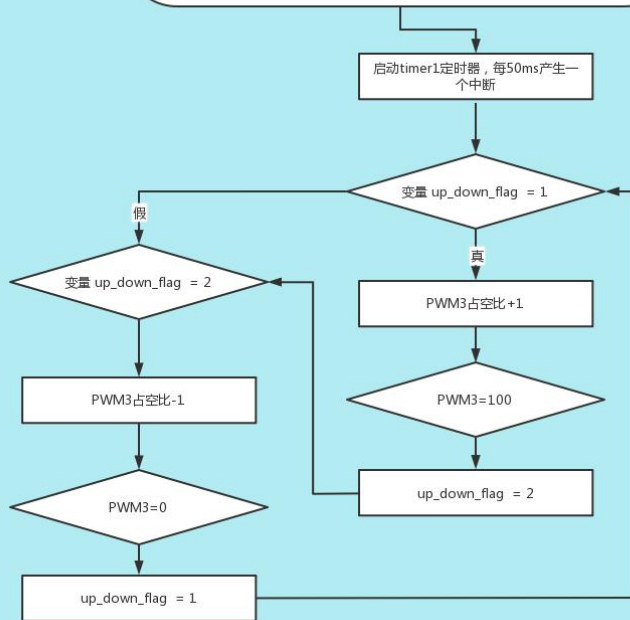 启动timer1定时器，每50ms产生一
个中断
变量 up_down_flag = 1
假
真
变量 up_down_flag = 2
PWM3占空比+1
PWM3占空比-1
PWM3=100
up_down_flag = 2
PWM3=0
up_down_flag = 1